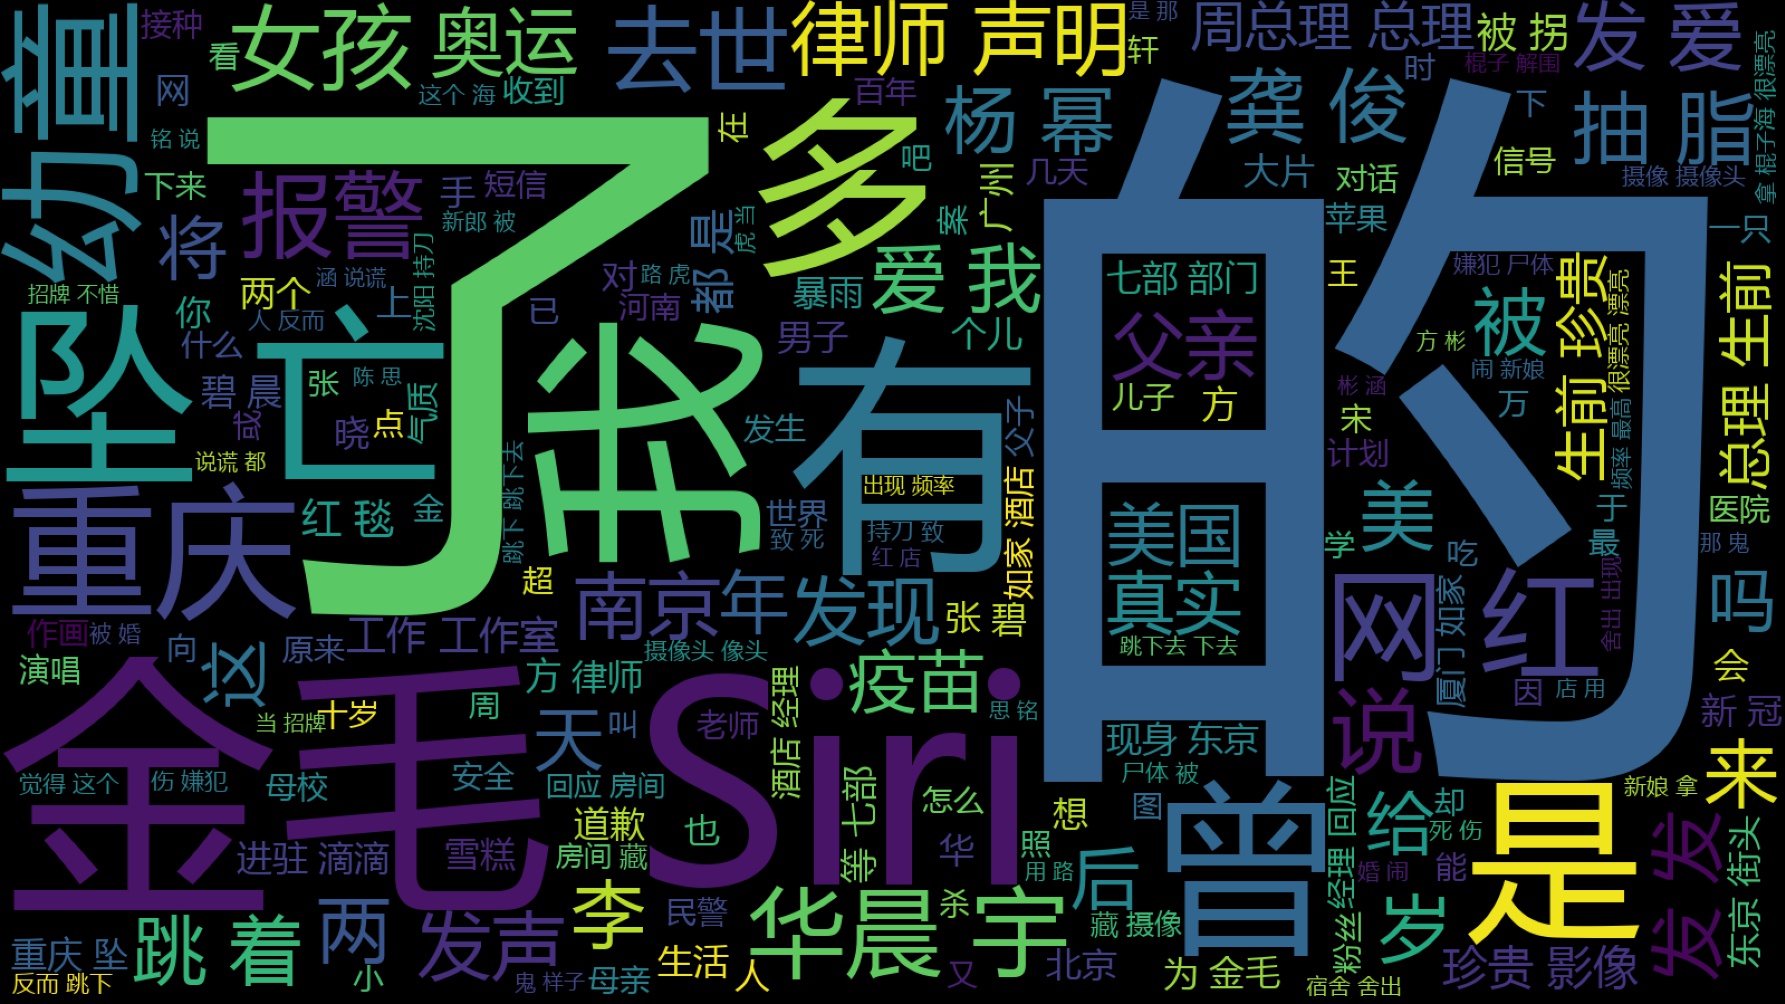 接种
女孩 奥运
去世
律师 声明
是 那
轩
周总理 总理
被 拐
发 爱
很漂亮
看
网
这个 海
收到
百年
时
棍子 解围
幼童
铭 说
在
吧
杨 幂
龚 俊
下
抽 脂
拿 棍子海
了
多
下来
报警
手 短信
几天
广州
大片
对话
信号
摄像 摄像头
将
新郎 被
是
虎 当
案
苹果
一只
招牌 不惜
两个
涵 说谎
沈阳 持刀
对
路 虎
都
暴雨
爱 我
七部 部门
王
嫌犯 尸体
生前 珍贵
很漂亮 漂亮
总理 生前
你
人 反而
上
已
河南
男子
个儿
父亲
的
方 彬
被
什么
坠亡
碧 晨
张
陈 思
气质
我
有
儿子
方
彬 涵
闹 新娘
万
频率 最高
或
晓
点
发生
父子
宋
计划
说谎 都
跳下 跳下去
出现 频率
如家 酒店
美
于
医院
重庆
红 毯
金
世界
致 死
持刀 致
红 店
美国
学
吃
最
那 鬼
超
南京
年
发现
张 碧
真实
网 红
厦门 如家
舍出 出现
吗
作画
被 婚
向
这
原来
工作 工作室
摄像头 像头
跳下去 下去
演唱
方 律师
疫苗
会
因
店 用
金毛
Siri
当 招牌
十岁
周
天
叫
老师
酒店 经理
思 铭
现身 东京
说
新 冠
觉得 这个
伤 嫌犯
母校
安全
回应 房间
等 七部
怎么
尸体 被
来
新娘 拿
道歉
也
想
图
曾
经理 回应
给
却
死 伤
是
发 发
东京 街头
进驻 滴滴
雪糕
房间 藏
华
照
用 路
婚 闹
能
跳 着
两
发声
李
民警
华晨 宇
杀
后
藏 摄像
粉丝
岁
重庆 坠
反而 跳下
小
鬼 样子
母亲
生活
人
又
北京
为 金毛
宿舍 舍出
珍贵 影像